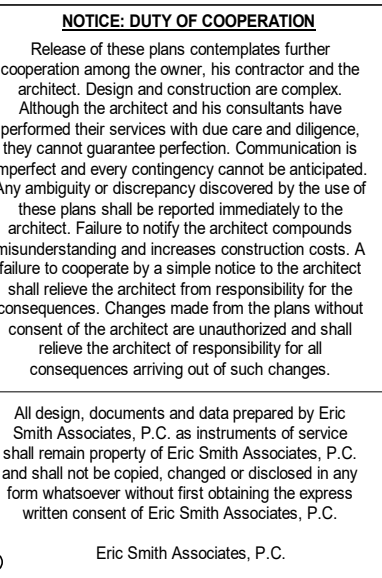 NOTICE: DUTY OF COOPERATION
Release of these plans contemplates further
cooperation among the owner, his contractor and the
architect. Design and construction are complex.
Although the architect and his consultants have
performed their services with due care and diligence,
they cannot guarantee perfection. Communication is
imperfect and every contingency cannot be anticipated.
Any ambiguity or discrepancy discovered by the use of
these plans shall be reported immediately to the
architect. Failure to notify the architect compounds
misunderstanding and increases construction costs. A
failure to cooperate by a simple notice to the architect
shall relieve the architect from responsibility for the
consequences. Changes made from the plans without
consent of the architect are unauthorized and shall
relieve the architect of responsibility for all
consequences arriving out of such changes.
All design, documents and data prepared by Eric
Smith Associates, P.C. as instruments of service
shall remain property of Eric Smith Associates, P.C.
and shall not be copied, changed or disclosed in any
form whatsoever without first obtaining the express
written consent of Eric Smith Associates, P.C.
Eric Smith Associates, P.C.